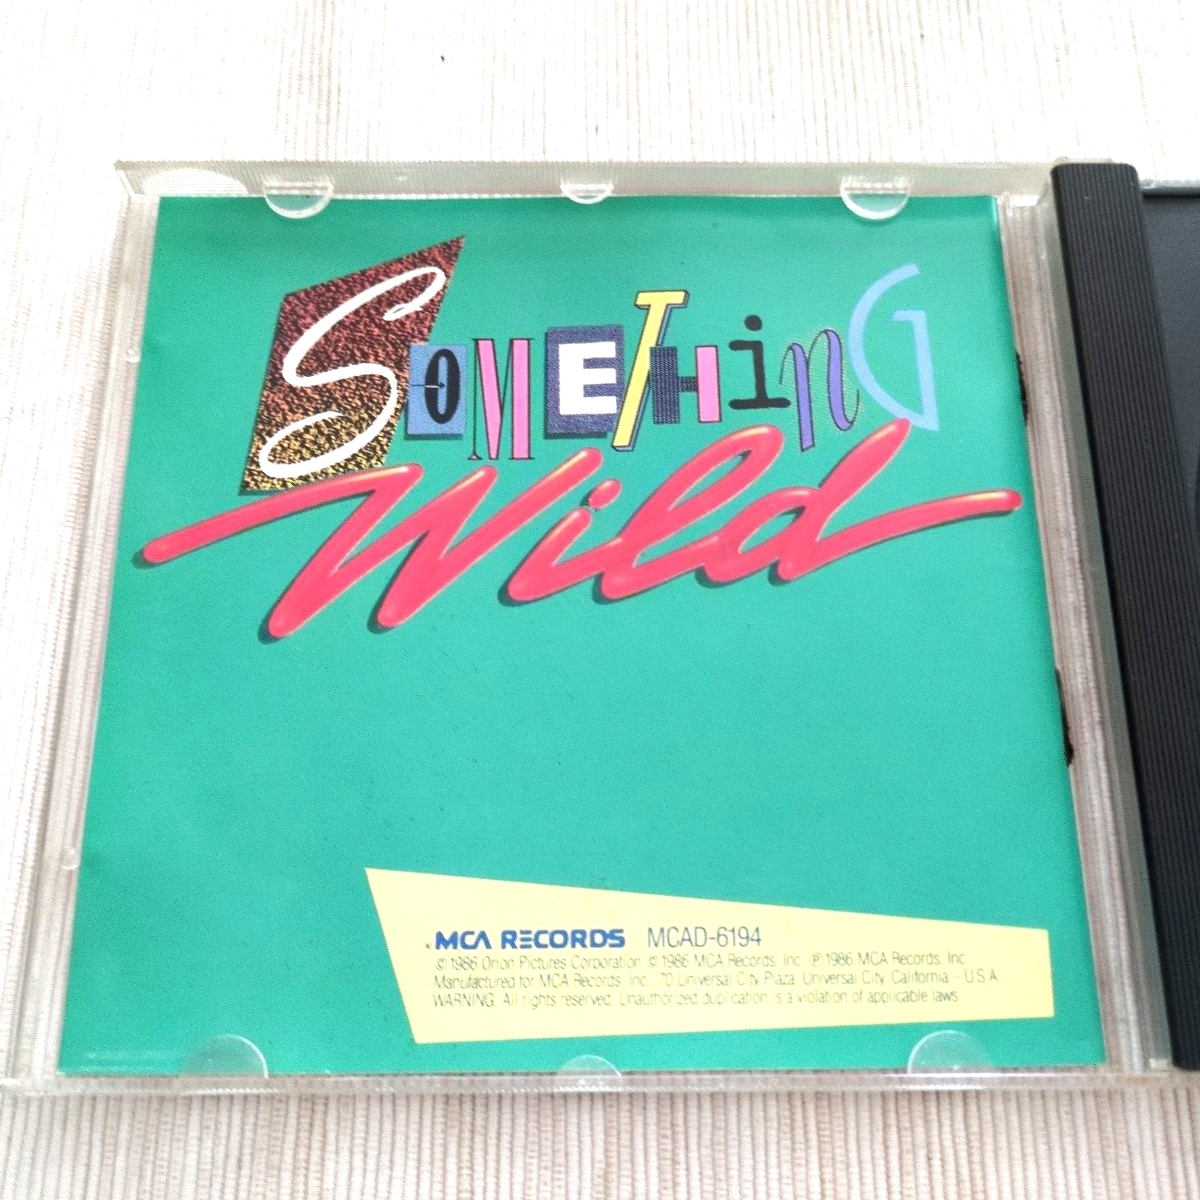 SOMETHING
Wild
MCA RECORDS MCAD-6194
© 1986 Orion Pictures Corporation. © 1986 MCA Records, Inc. ℗ 1986 MCA Records, Inc.
Manufactured for MCA Records, Inc., 70 Universal City Plaza, Universal City, California - U.S.A.
WARNING: All rights reserved. Unauthorized duplication is a violation of applicable laws.